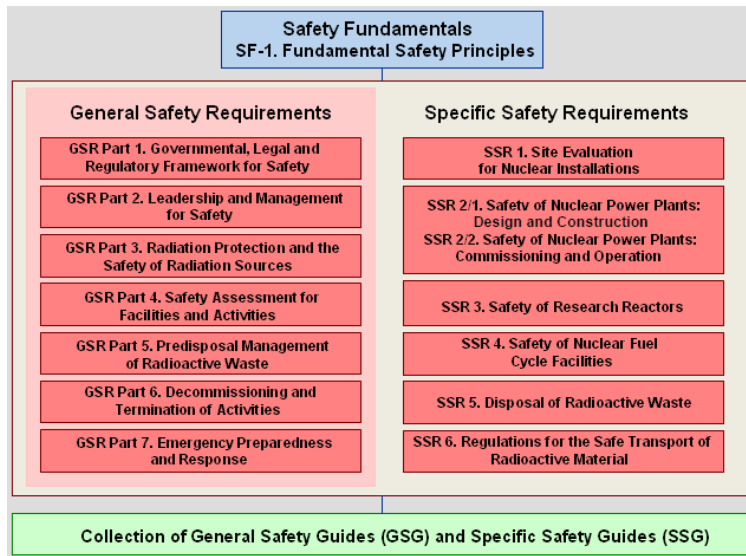 Safety Fundamentals
SF-1. Fundamental Safety Principles
General Safety Requirements
GSR Part 1. Governmental, Legal and
Regulatory Framework for Safety
GSR Part 2. Leadership and Management
for Safety
GSR Part 3. Radiation Protection and the
Safety of Radiation Sources
GSR Part 4. Safety Assessment for
Facilities and Activities
GSR Part 5. Predisposal Management
of Radioactive Waste
GSR Part 6. Decommissioning and
Termination of Activities
GSR Part 7. Emergency Preparedness
and Response
Specific Safety Requirements
SSR 1. Site Evaluation
for Nuclear Installations
SSR 2/1. Safety of Nuclear Power Plants:
Design and Construction
SSR 2/2. Safety of Nuclear Power Plants:
Commissioning and Operation
SSR 3. Safety of Research Reactors
SSR 4. Safety of Nuclear Fuel
Cycle Facilities
SSR 5. Disposal of Radioactive Waste
SSR 6. Regulations for the Safe Transport of
Radioactive Material
Collection of General Safety Guides (GSG) and Specific Safety Guides (SSG)